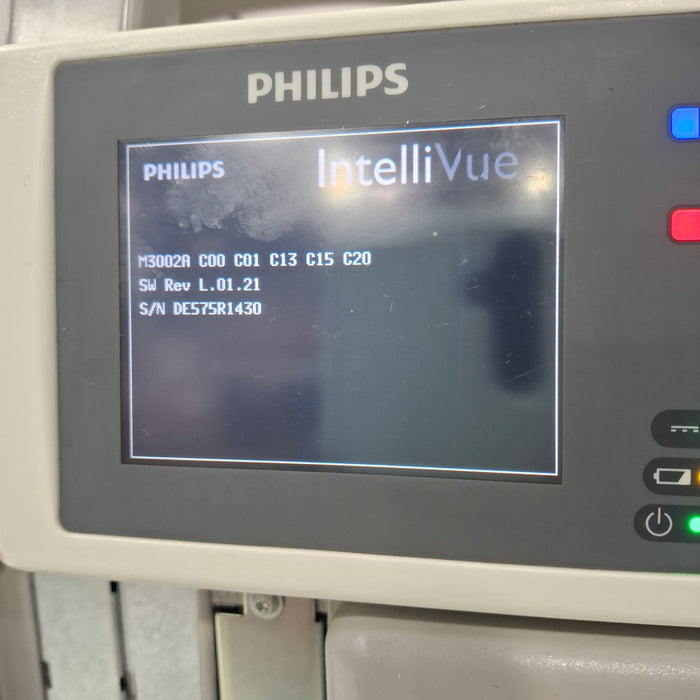 PHILIPS
PHILIPS IntelliVue
M3002A C00 C01 C13 C15 C20
SW Rev L.01.21
S/N DE575R1430